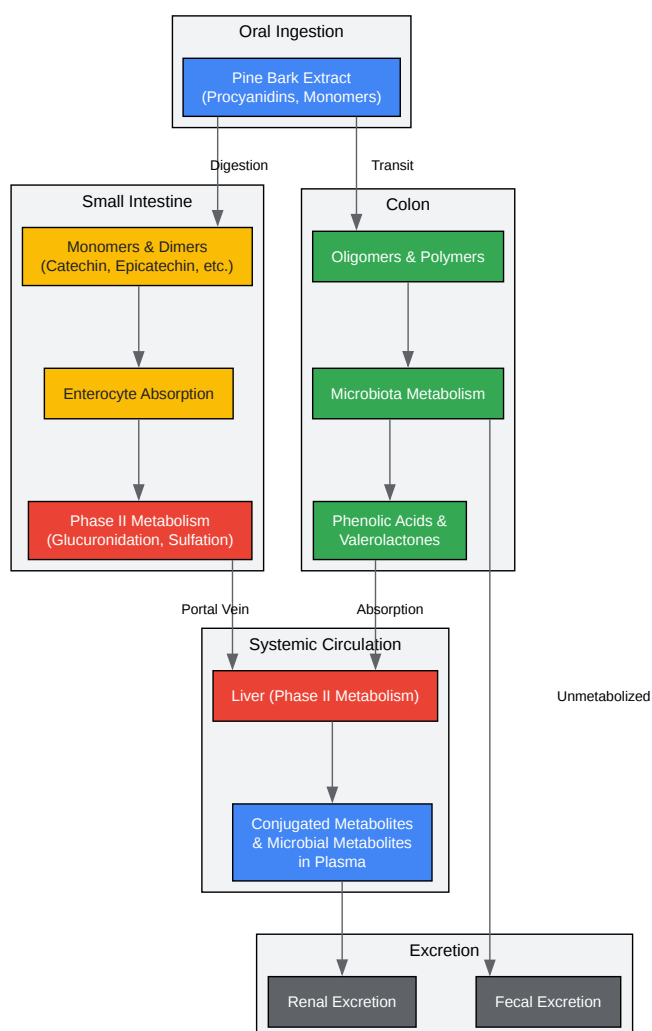 Oral Ingestion
Pine Bark Extract
(Procyanidins, Monomers)
Digestion
Transit
Small Intestine
Monomers & Dimers
(Catechin, Epicatechin, etc.)
Enterocyte Absorption
Phase II Metabolism
(Glucuronidation, Sulfation)
Colon
Oligomers & Polymers
Microbiota Metabolism
Phenolic Acids &
Valerolactones
Portal Vein
Absorption
Unmetabolized
Systemic Circulation
Liver (Phase II Metabolism)
Conjugated Metabolites
& Microbial Metabolites
in Plasma
Excretion
Renal Excretion
Fecal Excretion